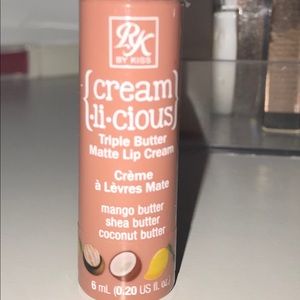 RK
BY KISS
{cream
·li·cious}
Triple Butter
Matte Lip Cream
Crème
à Lèvres Mate
mango butter
shea butter
coconut butter
6 mL (0.20 US fl. oz.)